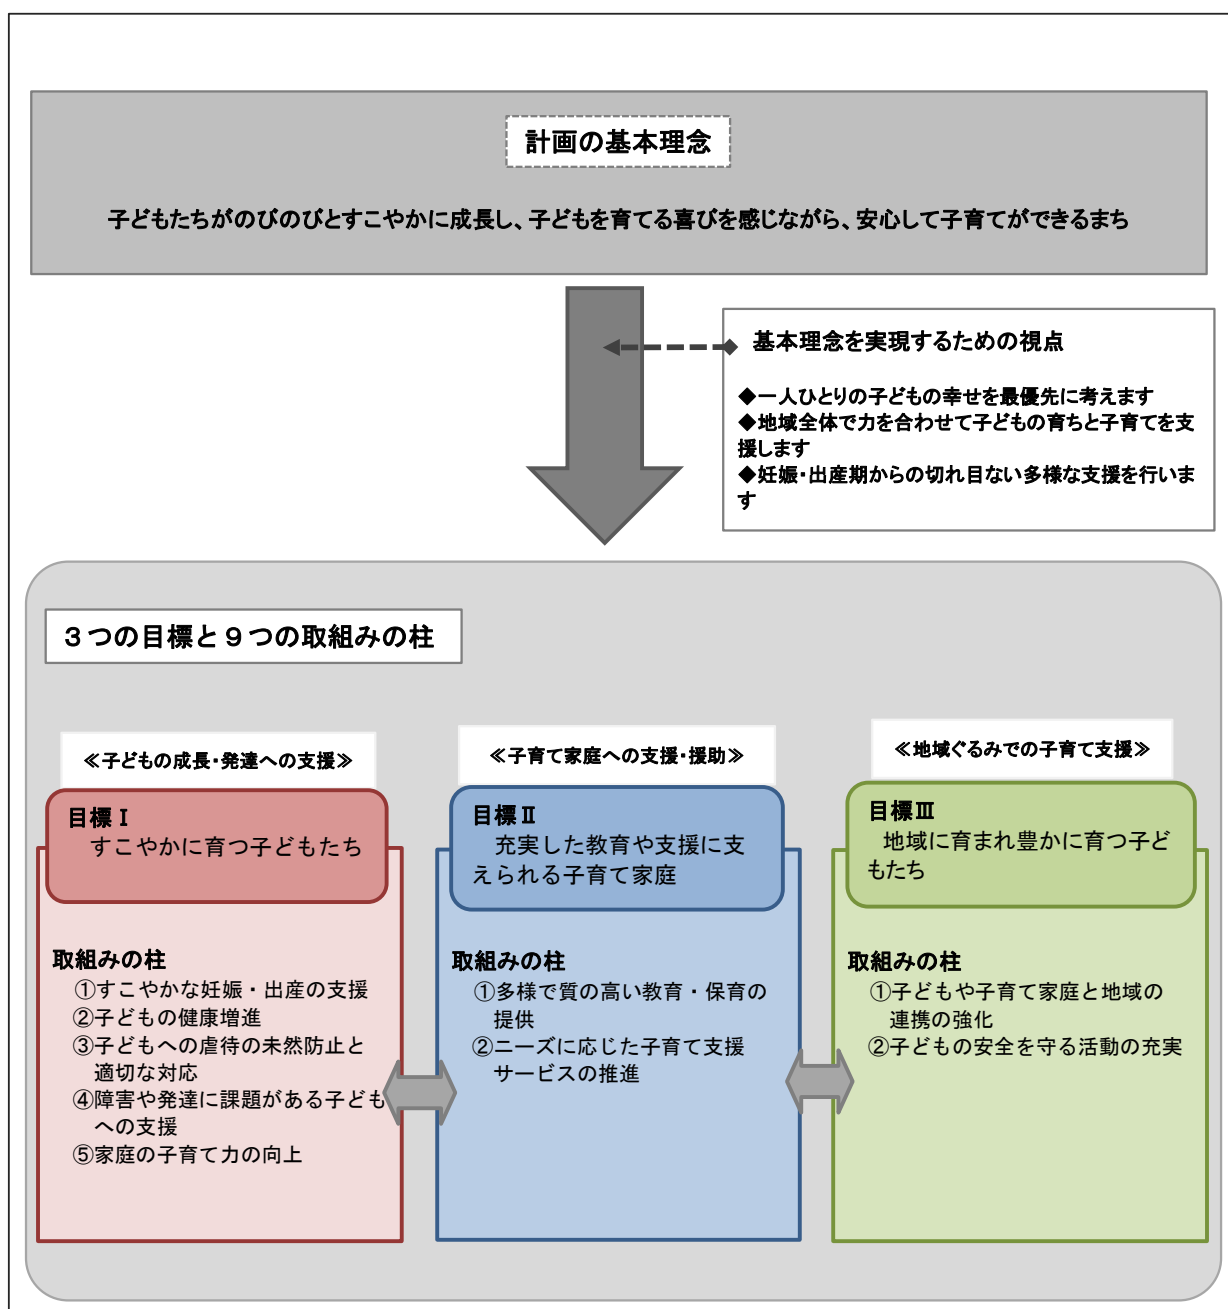 計画の基本理念
子どもたちがのびのびとすこやかに成長し、子どもを育てる喜びを感じながら、安心して子育てができるまち
基本理念を実現するための視点
◆一人ひとりの子どもの幸せを最優先に考えます
◆地域全体で力を合わせて子どもの育ちと子育てを支
援します
◆妊娠・出産期からの切れ目ない多様な支援を行いま
す
３つの目標と９つの取組みの柱
≪子どもの成長・発達への支援≫
目標Ⅰ
すこやかに育つ子どもたち
取組みの柱
①すこやかな妊娠・出産の支援
②子どもの健康増進
③子どもへの虐待の未然防止と
適切な対応
④障害や発達に課題がある子ども
への支援
⑤家庭の子育て力の向上
≪子育て家庭への支援・援助≫
目標Ⅱ
充実した教育や支援に支
えられる子育て家庭
取組みの柱
①多様で質の高い教育・保育の
提供
②ニーズに応じた子育て支援
サービスの推進
≪地域ぐるみでの子育て支援≫
目標Ⅲ
地域に育まれ豊かに育つ子ど
もたち
取組みの柱
①子どもや子育て家庭と地域の
連携の強化
②子どもの安全を守る活動の充実